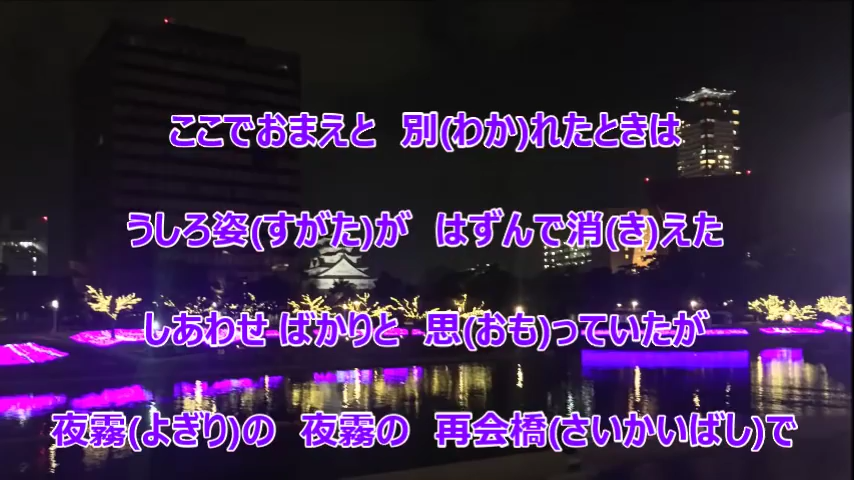 ここでおまえと　別(わか)れたときは
うしろ姿(すがた)が　はずんで消(き)えた
しあわせ ばかりと　思(おも)っていたが
夜霧(よぎり)の　夜霧の　再会橋(さいかいばし)で